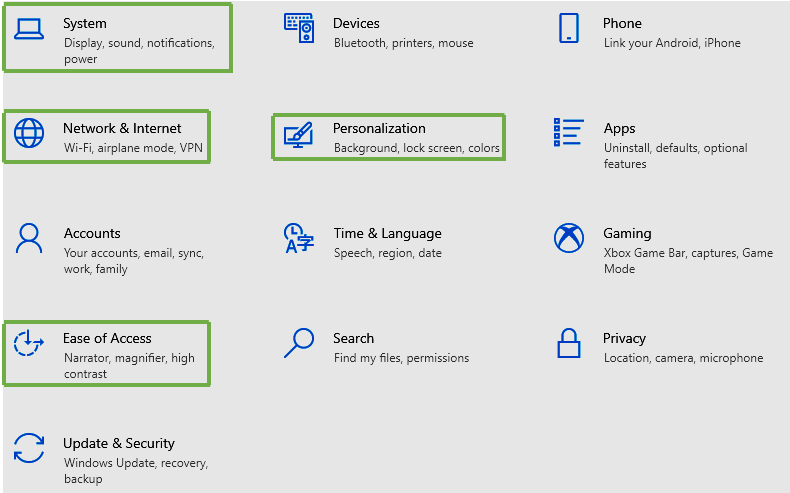 System
Display, sound, notifications,
power
Devices
Bluetooth, printers, mouse
Phone
Link your Android, iPhone
Network & Internet
Wi-Fi, airplane mode, VPN
Personalization
Background, lock screen, colors
Apps
Uninstall, defaults, optional
features
Accounts
Your accounts, email, sync,
work, family
Time & Language
Speech, region, date
Gaming
Xbox Game Bar, captures, Game
Mode
Ease of Access
Narrator, magnifier, high
contrast
Search
Find my files, permissions
Privacy
Location, camera, microphone
Update & Security
Windows Update, recovery,
backup